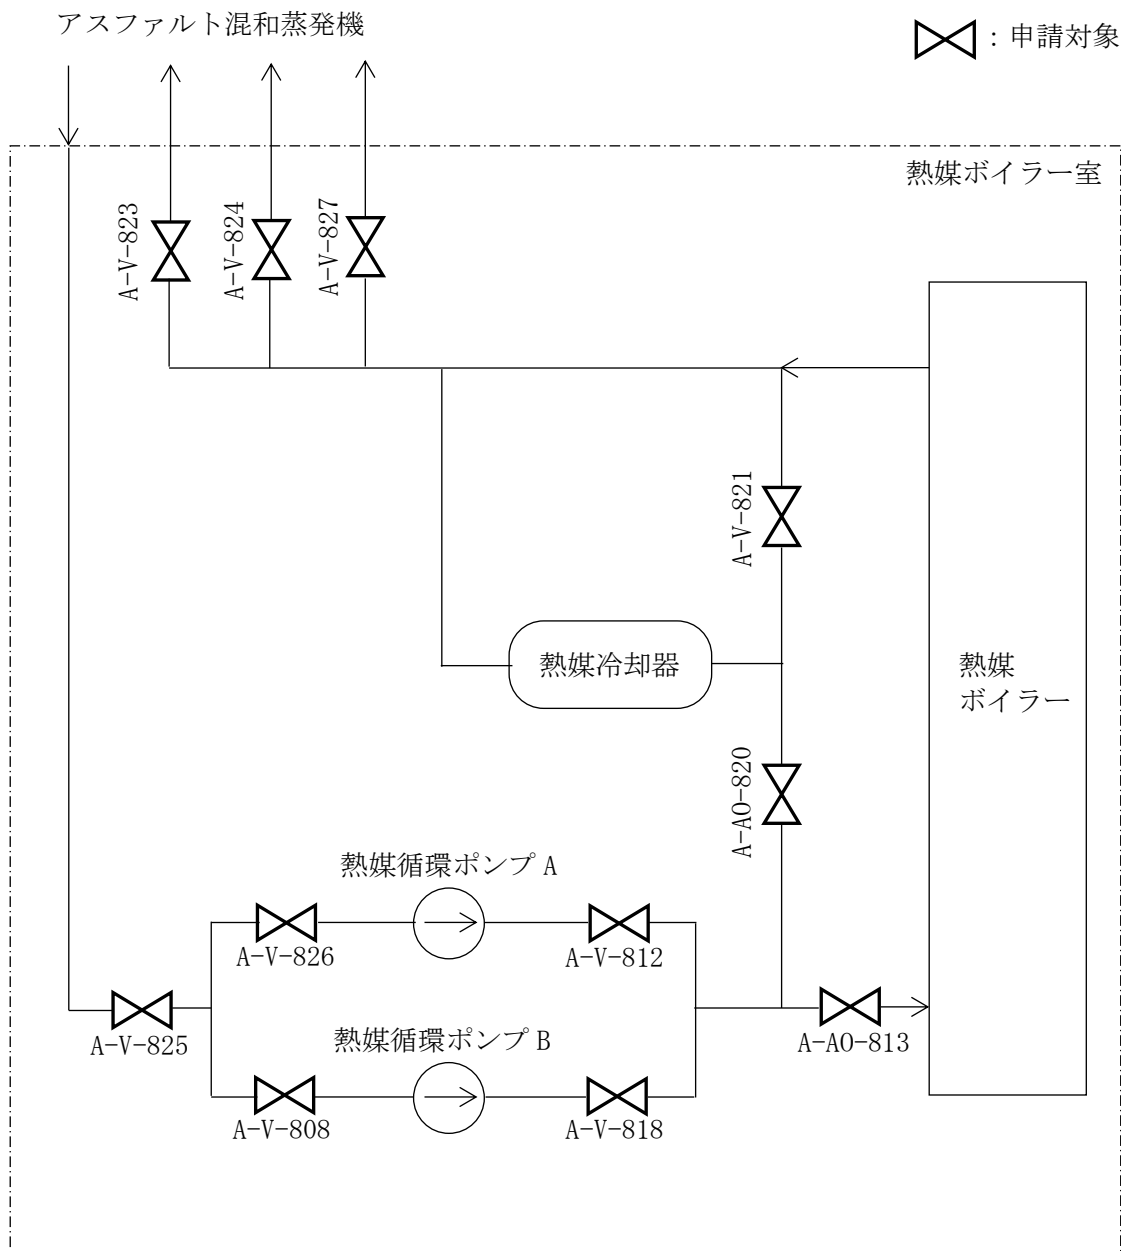 アスファルト混和蒸発機
：申請対象
熱媒ボイラー室
A-V-823
A-V-824
A-V-827
A-V-821
熱媒冷却器
熱媒
ボイラー
A-AO-820
熱媒循環ポンプ A
A-V-826
A-V-812
A-V-825
熱媒循環ポンプ B
A-AO-813
A-V-808
A-V-818